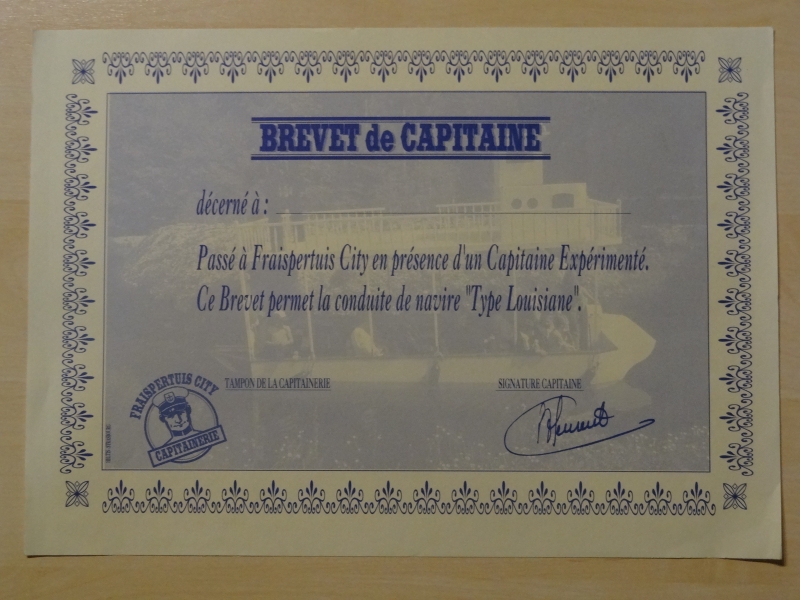 BREVET de CAPITAINE
décerné à :
Passé à Fraispertuis City en présence d'un Capitaine Expérimenté.
Ce Brevet permet la conduite de navire "Type Louisiane".
TAMPON DE LA CAPITAINERIE
SIGNATURE CAPITAINE
FRAISPERTUIS CITY
CAPITAINERIE